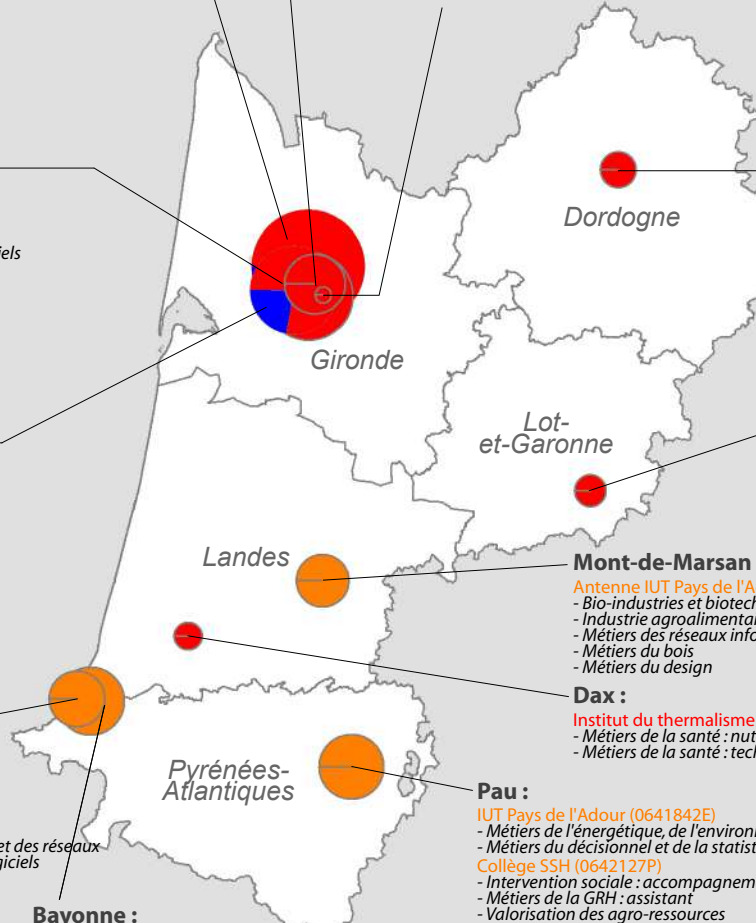 iels
Dordogne
Gironde
Lot-
et-Garonne
Landes
Mont-de-Marsan
Antenne IUT Pays de l'A
- Bio-industries et biotech
- Industrie agroalimenta
- Métiers des réseaux info
- Métiers du bois
- Métiers du design
Dax :
Institut du thermalisme
- Métiers de la santé : nut
- Métiers de la santé : tech
Pyrénées-
Atlantiques
Pau :
IUT Pays de l'Adour (0641842E)
- Métiers de l'énergétique, de l'environ
- Métiers du décisionnel et de la statist
Collège SSH (0642127P)
- Intervention sociale : accompagnem
- Métiers de la GRH : assistant
- Valorisation des agro-ressources
et des réseaux
giciels
Bayonne :